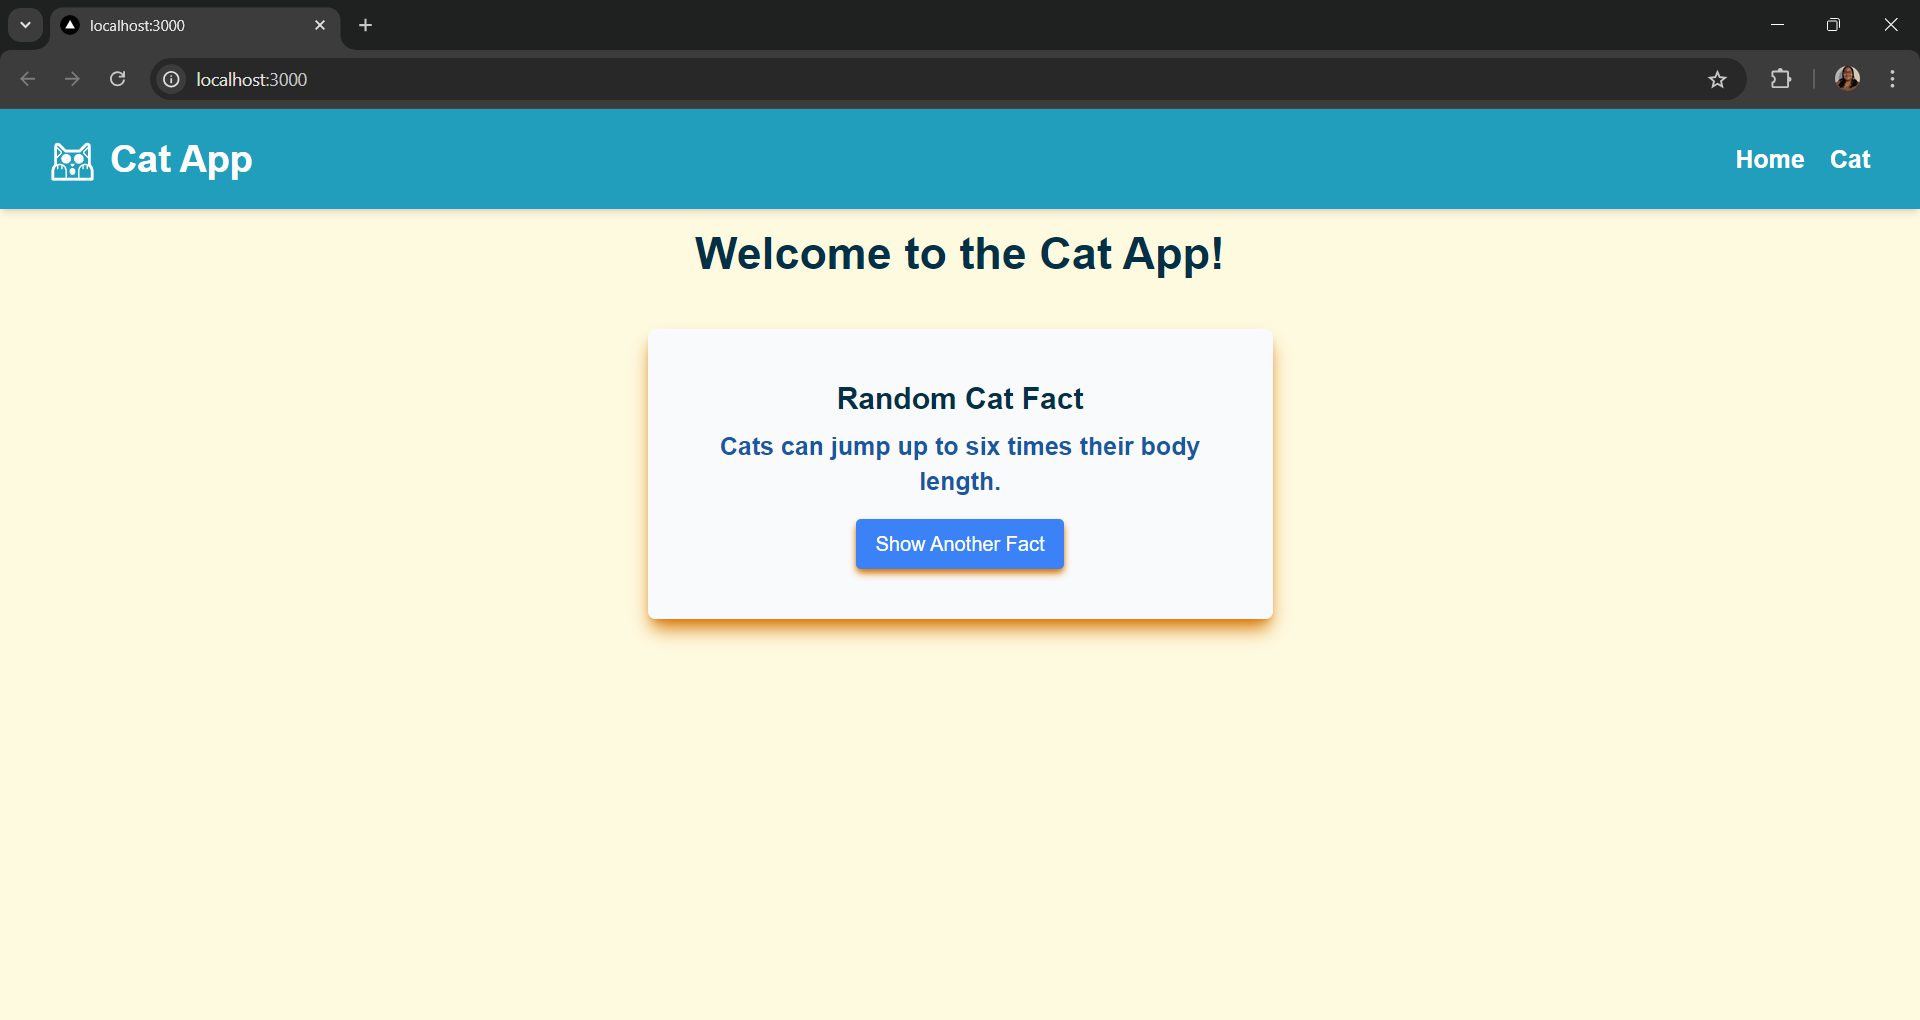 localhost:3000
localhost:3000
Cat App
Home Cat
Welcome to the Cat App!
Random Cat Fact
Cats can jump up to six times their body
length.
Show Another Fact